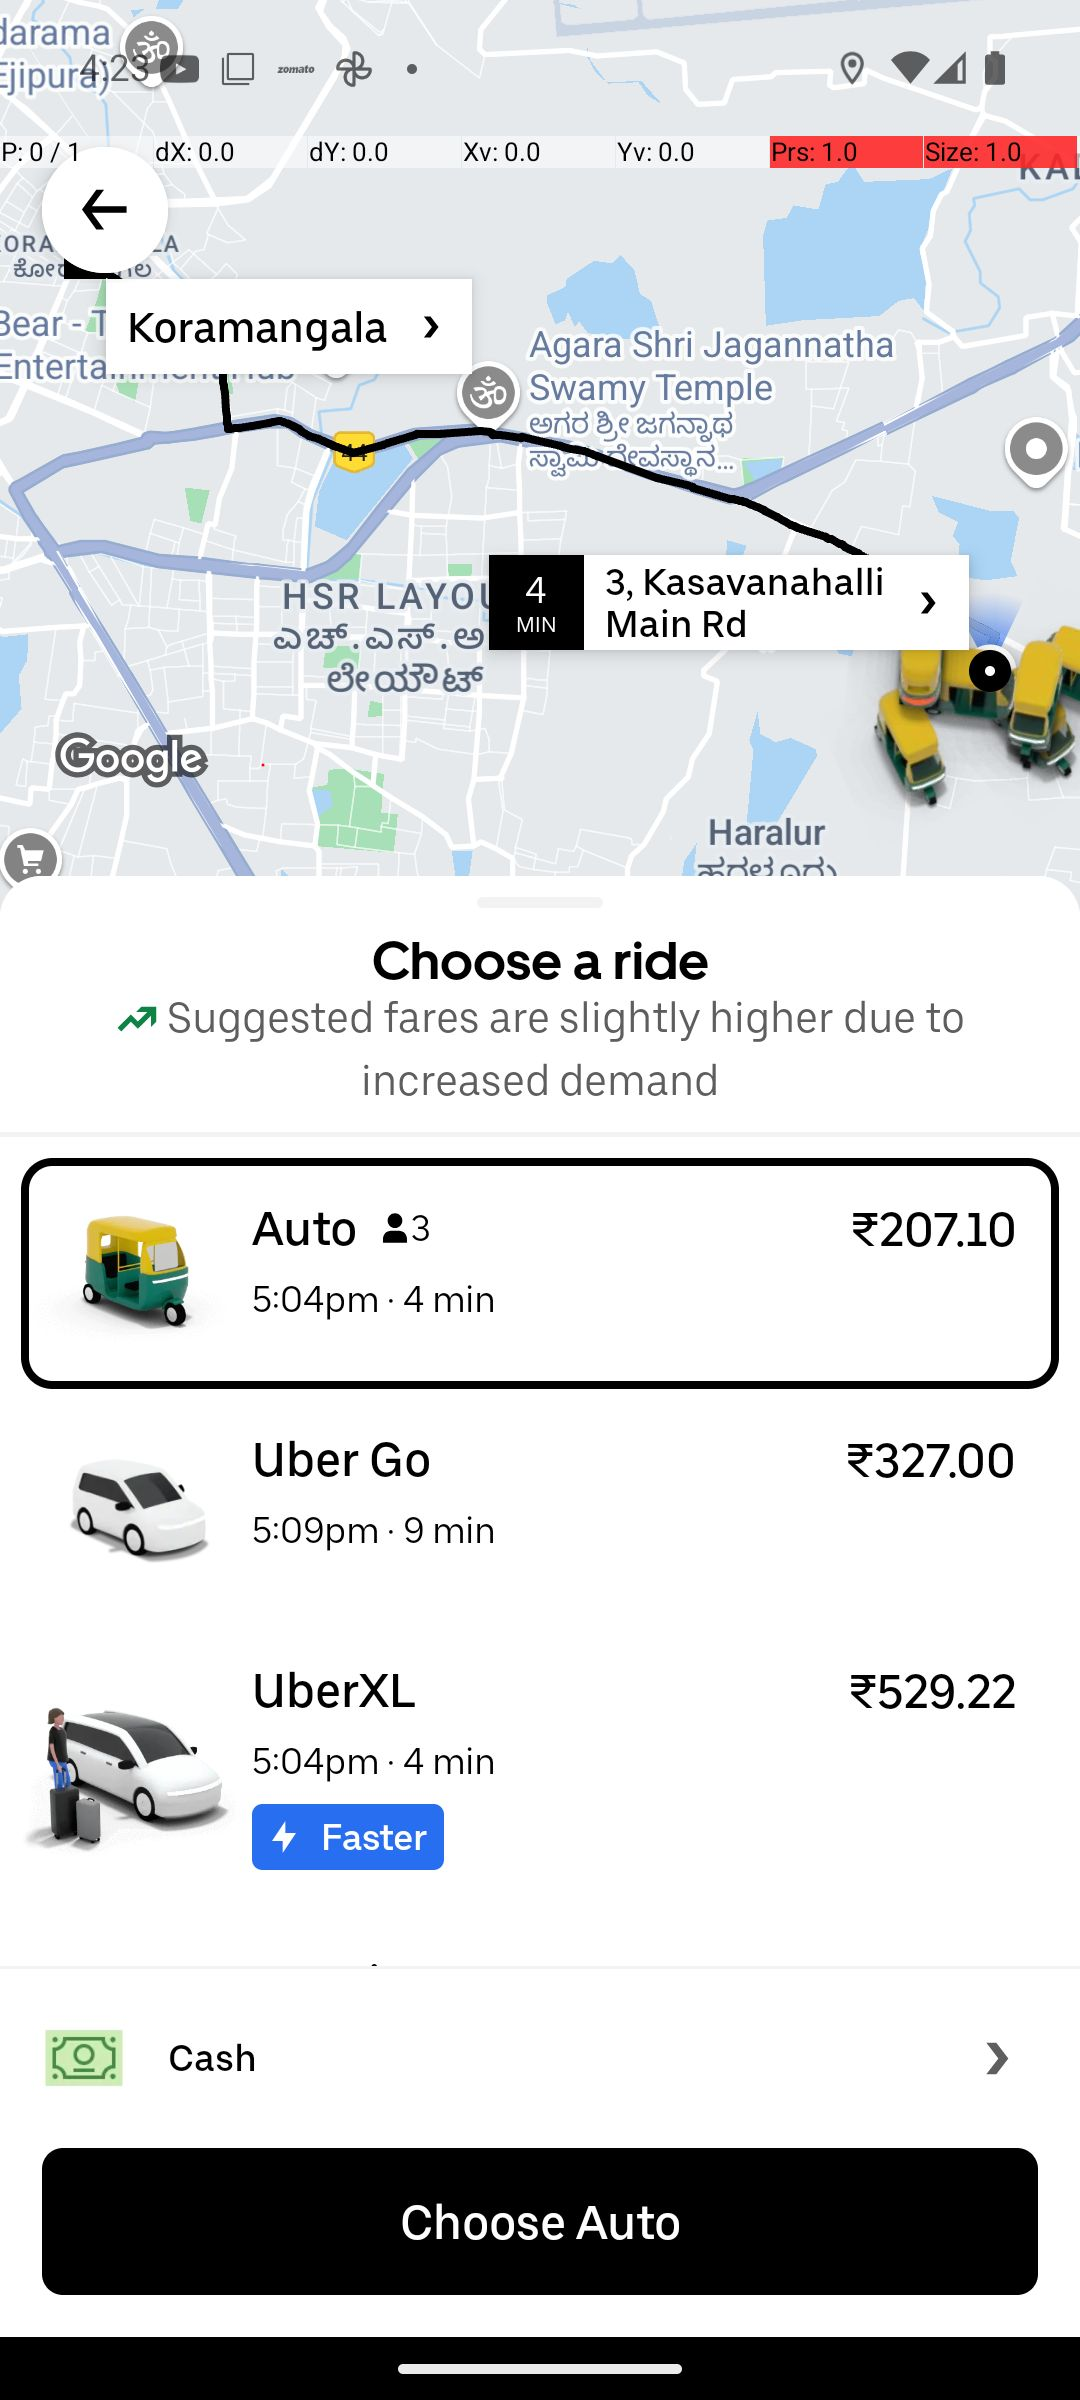 darama
Ejipura)
4:23
zomato
P: 0 / 1
dX: 0.0
dY: 0.0
Xv: 0.0
Yv: 0.0
Prs: 1.0
Size: 1.0
Koramangala
Bear - T
Agara Shri Jagannatha
Swamy Temple
ಅಗರ ಶ್ರೀ ಜಗನ್ನಾಥ
ಸ್ವಾಮಿ ದೇವಸ್ಥಾನ...
44
HSR LAYOU
ಎಚ್.ಎಸ್.ಅ
ಲೇಯೌಟ್
4
MIN
3, Kasavanahalli
Main Rd
Google
Haralur
ಹರಳೂರು
Choose a ride
Suggested fares are slightly higher due to
increased demand
Auto 3
₹207.10
5:04pm · 4 min
Uber Go
₹327.00
5:09pm · 9 min
UberXL
₹529.22
5:04pm · 4 min
Faster
Cash
Choose Auto